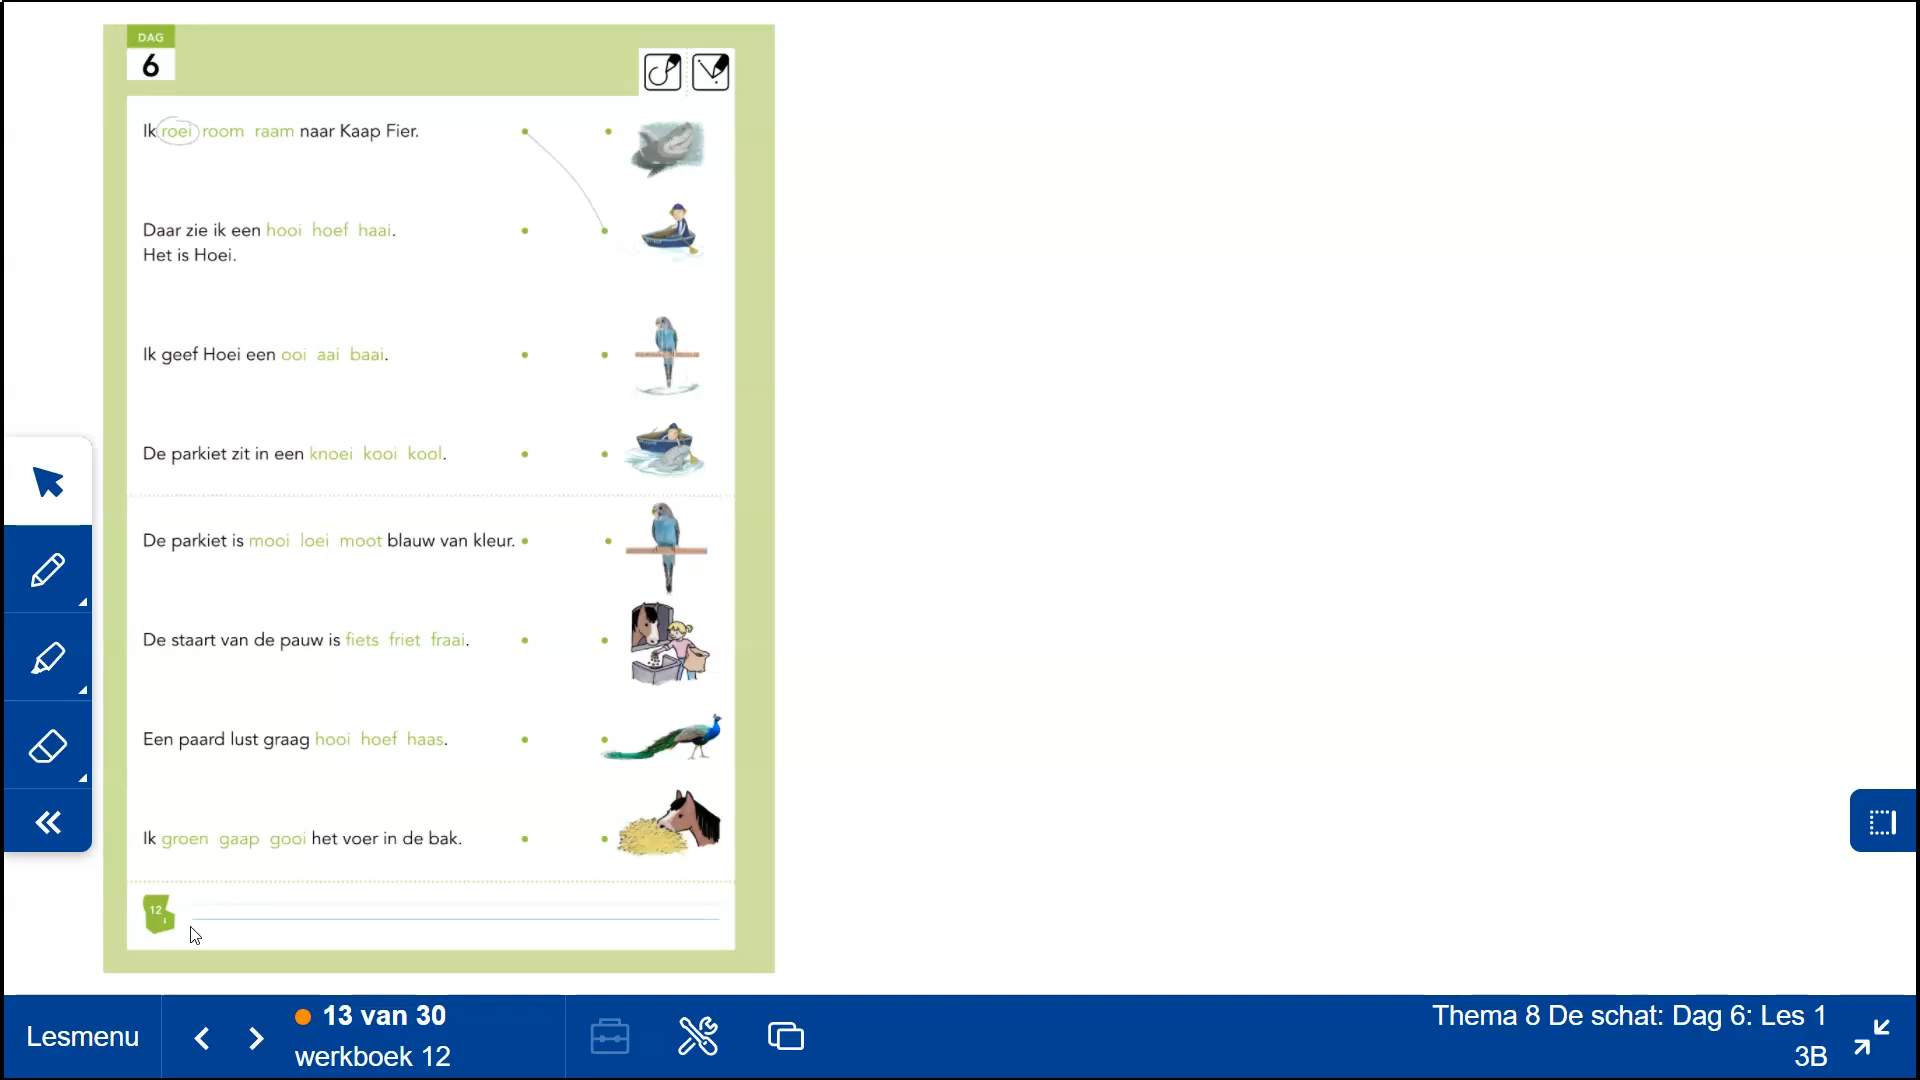 DAG
6
Ik roei room raam naar Kaap Fier.
Daar zie ik een hooi hoef haai.
Het is Hoei.
Ik geef Hoei een ooi aai baai.
De parkiet zit in een knoei kooi kool.
De parkiet is mooi loei moot blauw van kleur.
De staart van de pauw is fiets friet fraai.
Een paard lust graag hooi hoef haas.
Ik groen gaap gooi het voer in de bak.
12
Lesmenu
13 van 30
werkboek 12
Thema 8 De schat: Dag 6: Les 1
3B